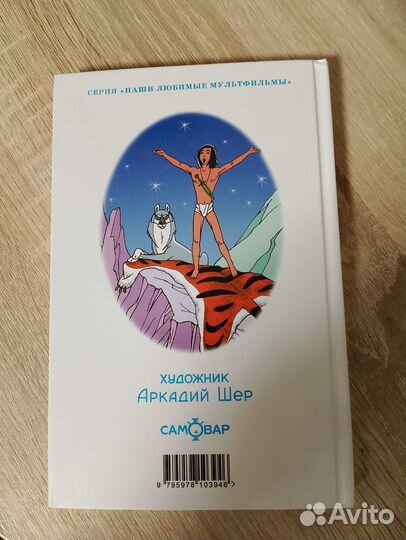 СЕРИЯ «НАШИ ЛЮБИМЫЕ МУЛЬТФИЛЬМЫ»
ХУДОЖНИК
АРКАДИЙ ШЕР
САМОВАР
9 785978 103946 >
Avito